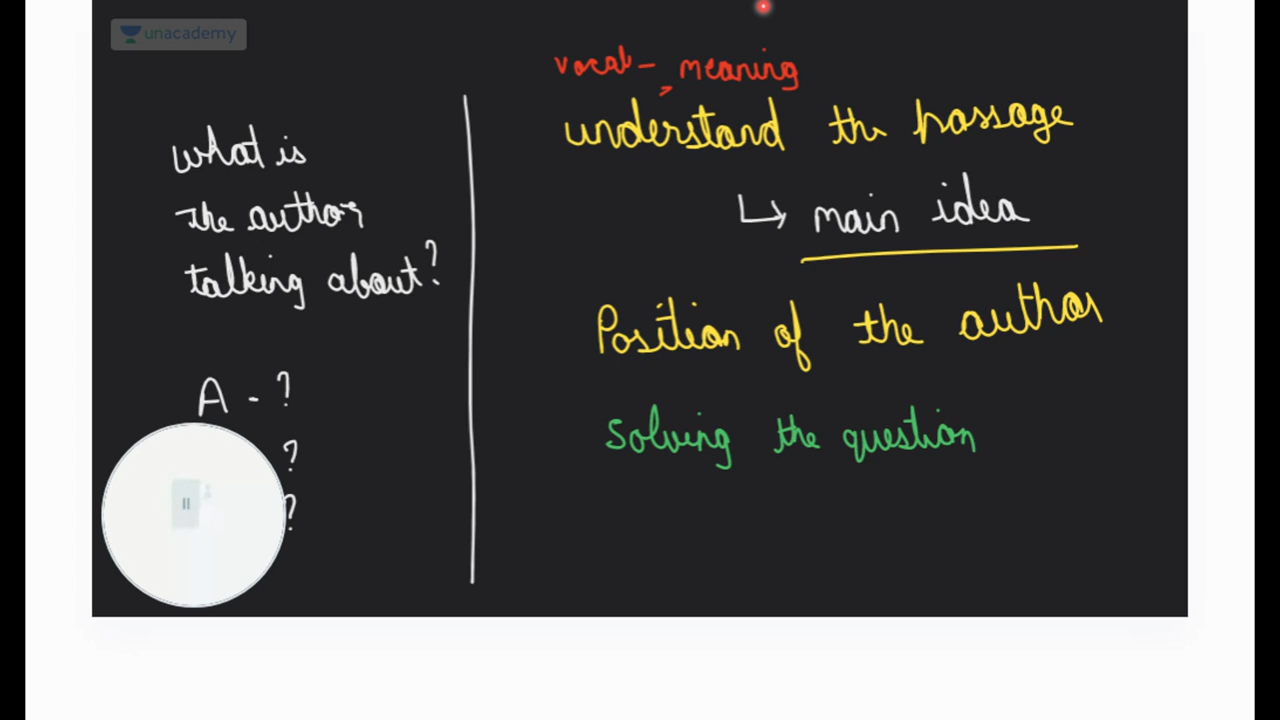 unacademy
What is
the author
talking about?
A - ?
?
?
vocab - meaning
understand the passage
↳ main idea
Position of the author
Solving the question